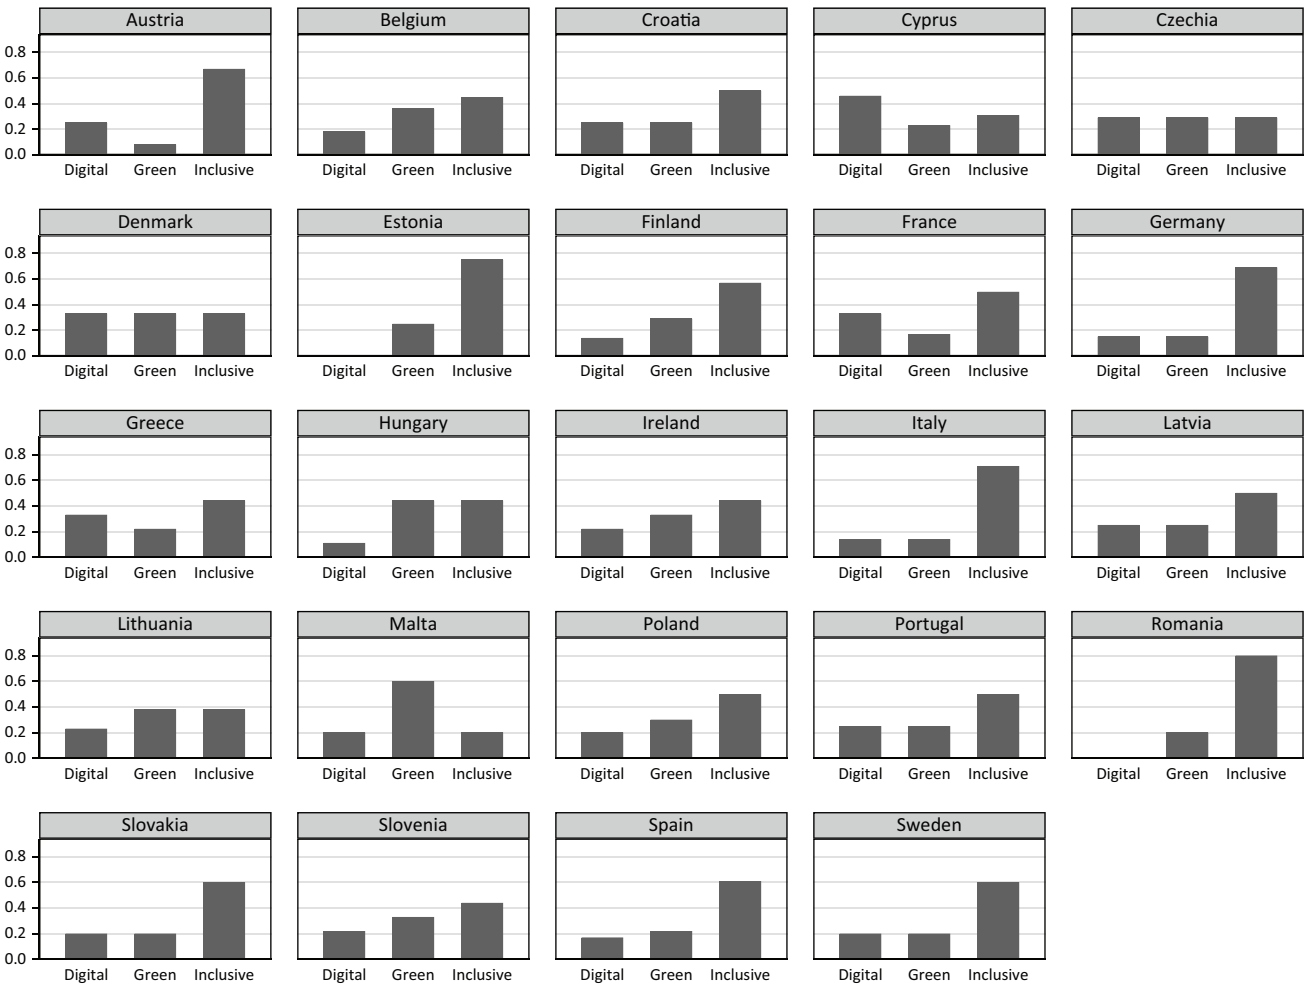 Austria Belgium Croatia Cyprus Czechia
0.8
0.6
0.4
0.2
0.0
Digital Green Inclusive Digital Green Inclusive Digital Green Inclusive Digital Green Inclusive Digital Green Inclusive
Denmark Estonia Finland France Germany
0.8
0.6
0.4
0.2
0.0
Digital Green Inclusive Digital Green Inclusive Digital Green Inclusive Digital Green Inclusive Digital Green Inclusive
Greece Hungary Ireland Italy Latvia
0.8
0.6
0.4
0.2
0.0
Digital Green Inclusive Digital Green Inclusive Digital Green Inclusive Digital Green Inclusive Digital Green Inclusive
Lithuania Malta Poland Portugal Romania
0.8
0.6
0.4
0.2
0.0
Digital Green Inclusive Digital Green Inclusive Digital Green Inclusive Digital Green Inclusive Digital Green Inclusive
Slovakia Slovenia Spain Sweden
0.8
0.6
0.4
0.2
0.0
Digital Green Inclusive Digital Green Inclusive Digital Green Inclusive Digital Green Inclusive